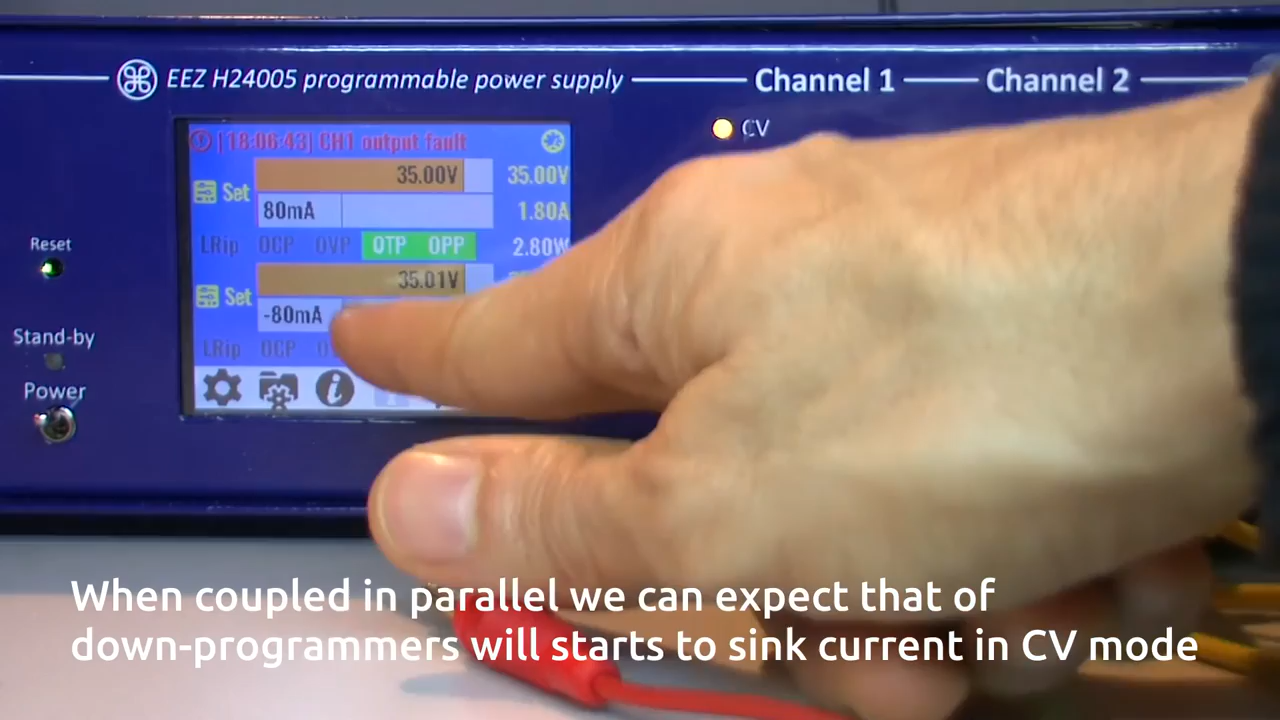 EEZ H24005 programmable power supply
Channel 1
Channel 2
CV
[18:06:43] CH1 output fault
35.00V
35.00V
Set
80mA
1.80A
LRip OCP OVP OTP OPP
2.80W
35.01V
Set
-80mA
LRip OCP
Reset
Stand-by
Power
When coupled in parallel we can expect that of
down-programmers will starts to sink current in CV mode